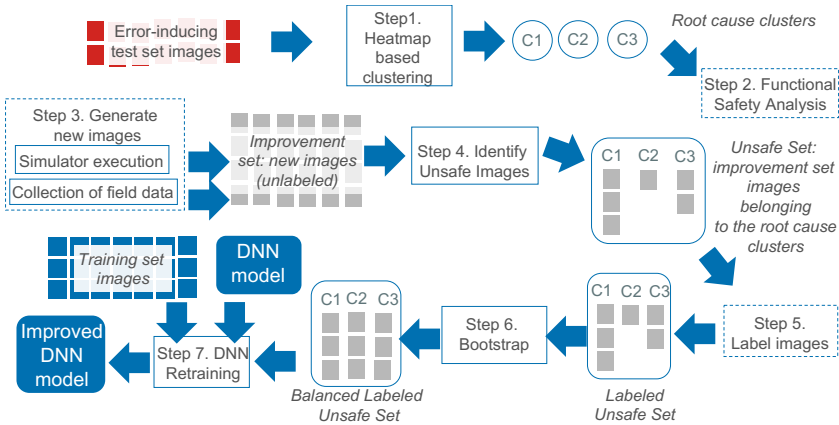 Error-inducing
test set images
Step1.
Heatmap
based
clustering
C1 C2 C3
Root cause clusters
Step 2. Functional
Safety Analysis
Step 3. Generate
new images
Simulator execution
Collection of field data
Improvement
set: new images
(unlabeled)
Step 4. Identify
Unsafe Images
C1 C2 C3
Unsafe Set:
improvement set
images
belonging
to the root cause
clusters
Training set
images
DNN
model
Improved
DNN
model
Step 7. DNN
Retraining
C1 C2 C3
Balanced Labeled
Unsafe Set
Step 6.
Bootstrap
C1 C2 C3
Labeled
Unsafe Set
Step 5.
Label images